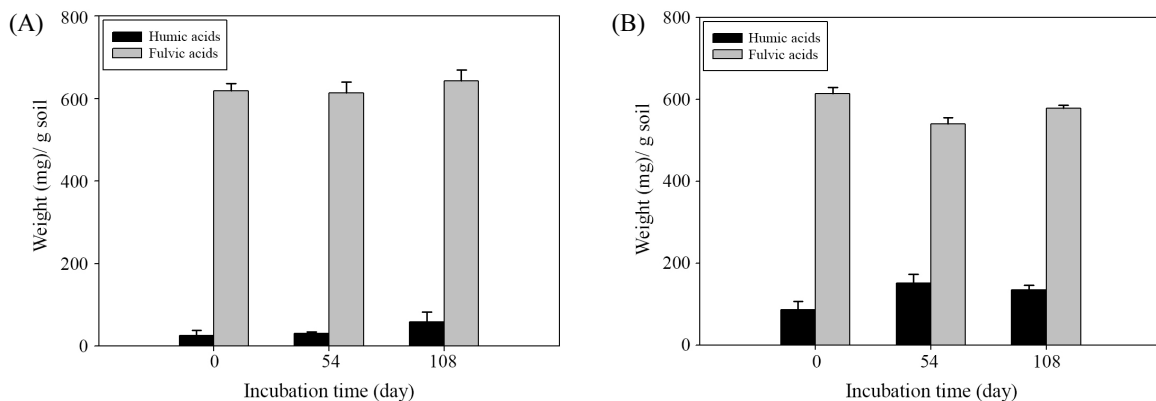 (A)
Humic acids
Fulvic acids
Weight (mg)/ g soil
800
600
400
200
0
0 54 108
Incubation time (day)
(B)
Humic acids
Fulvic acids
Weight (mg)/ g soil
800
600
400
200
0
0 54 108
Incubation time (day)